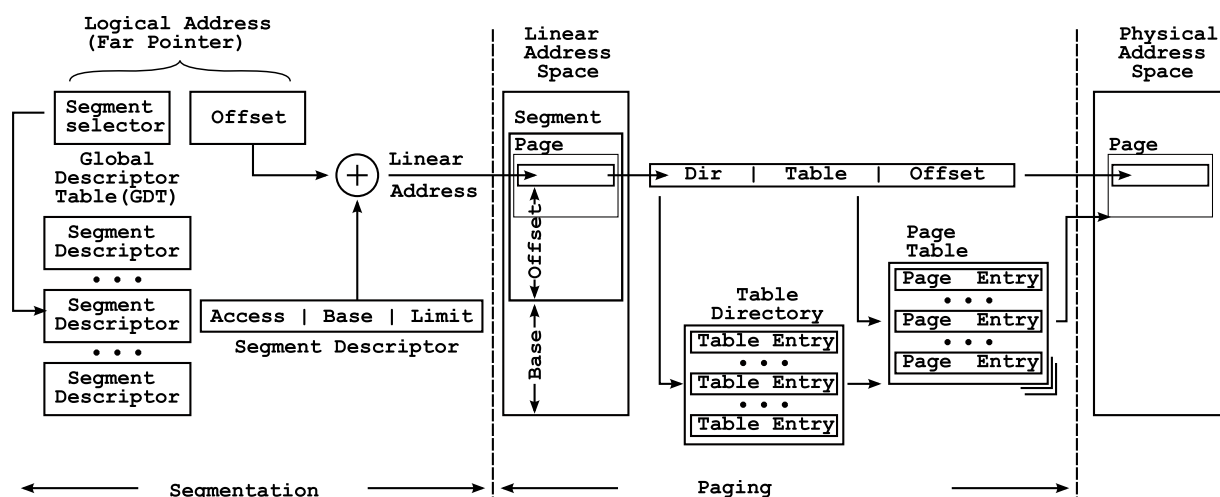 Logical Address
(Far Pointer)
Segment
selector
Offset
Global
Descriptor
Table(GDT)
Segment
Descriptor
• • •
Segment
Descriptor
• • •
Segment
Descriptor
+
Linear
Address
Access | Base | Limit
Segment Descriptor
Segmentation
Linear
Address
Space
Segment
Page
Offset
Base
Dir | Table | Offset
Table
Directory
Table Entry
• • •
Table Entry
• • •
Table Entry
Page
Table
Page Entry
• • •
Page Entry
• • •
Page Entry
Paging
Physical
Address
Space
Page